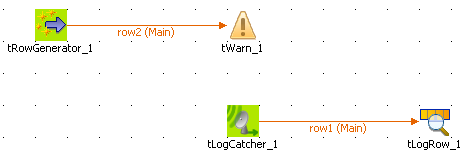 row2 (Main)
tRowGenerator_1
tWarn_1
row1 (Main)
tLogCatcher_1
tLogRow_1